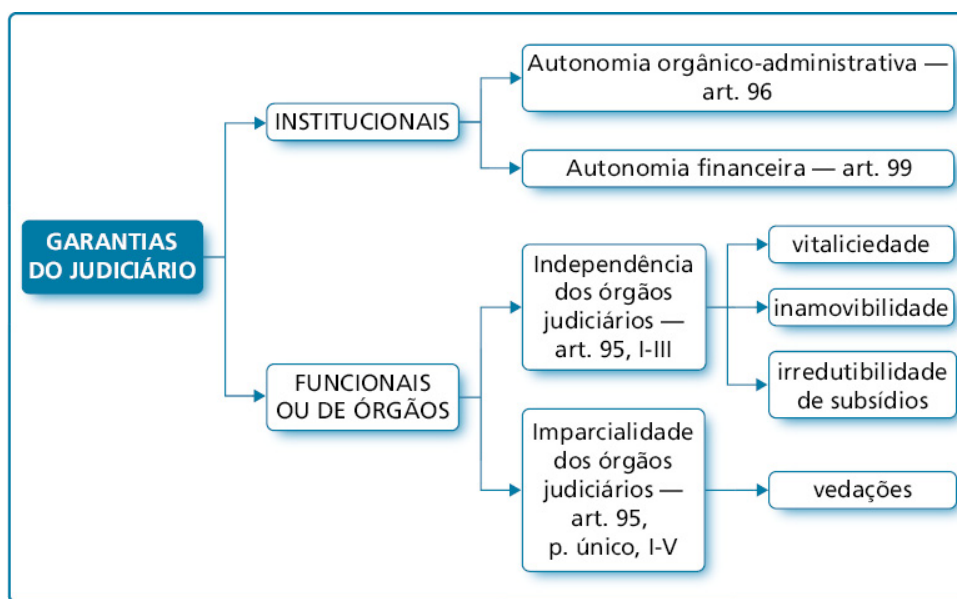 GARANTIAS
DO JUDICIÁRIO
INSTITUCIONAIS
Autonomia orgânico-administrativa —
art. 96
Autonomia financeira — art. 99
FUNCIONAIS
OU DE ÓRGÃOS
Independência
dos órgãos
judiciários —
art. 95, I-III
vitaliciedade
inamovibilidade
irredutibilidade
de subsídios
Imparcialidade
dos órgãos
judiciários —
art. 95,
p. único, I-V
vedações